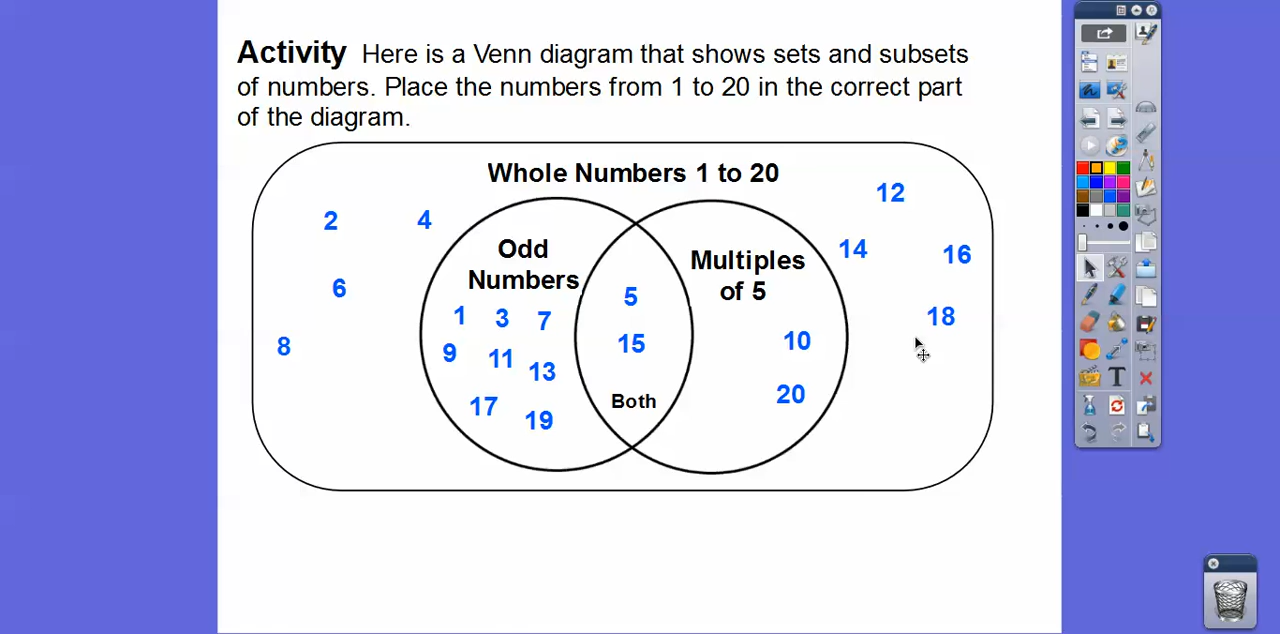 Activity Here is a Venn diagram that shows sets and subsets
of numbers. Place the numbers from 1 to 20 in the correct part
of the diagram.
Whole Numbers 1 to 20
2
4
6
8
Odd
Numbers
1 3 7
9 11 13
17 19
5
15
Both
Multiples
of 5
10
20
12
14
16
18